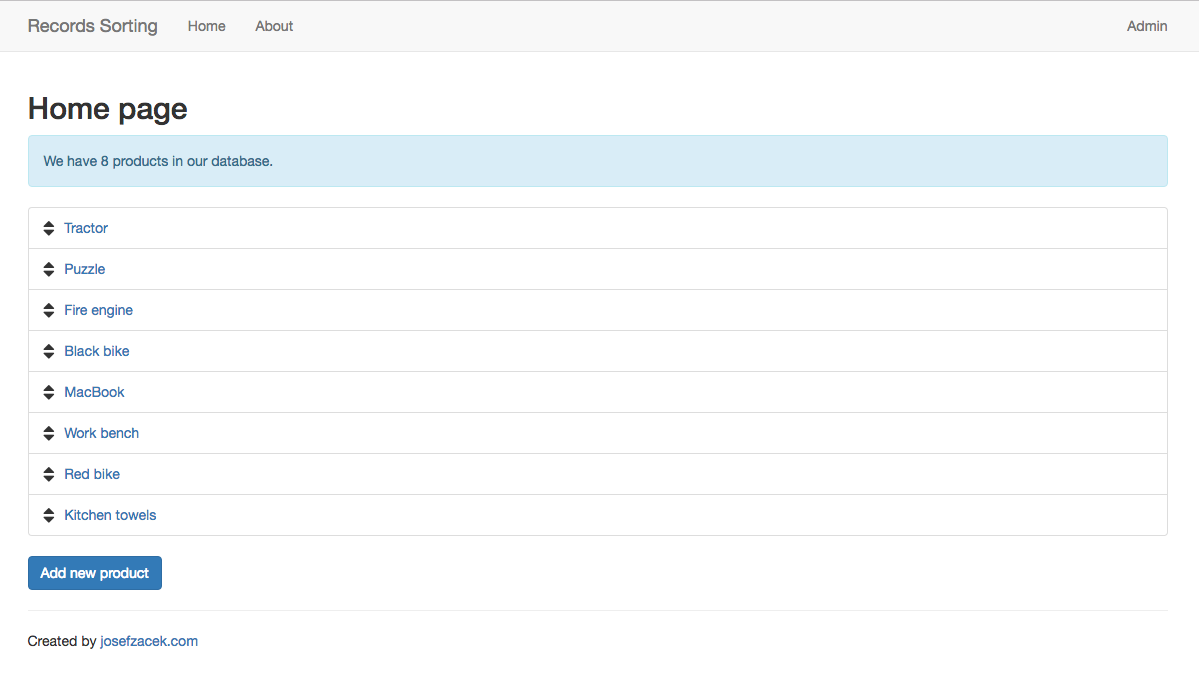 Records Sorting Home About Admin
Home page
We have 8 products in our database.
Tractor
Puzzle
Fire engine
Black bike
MacBook
Work bench
Red bike
Kitchen towels
Add new product
Created by josefzacek.com